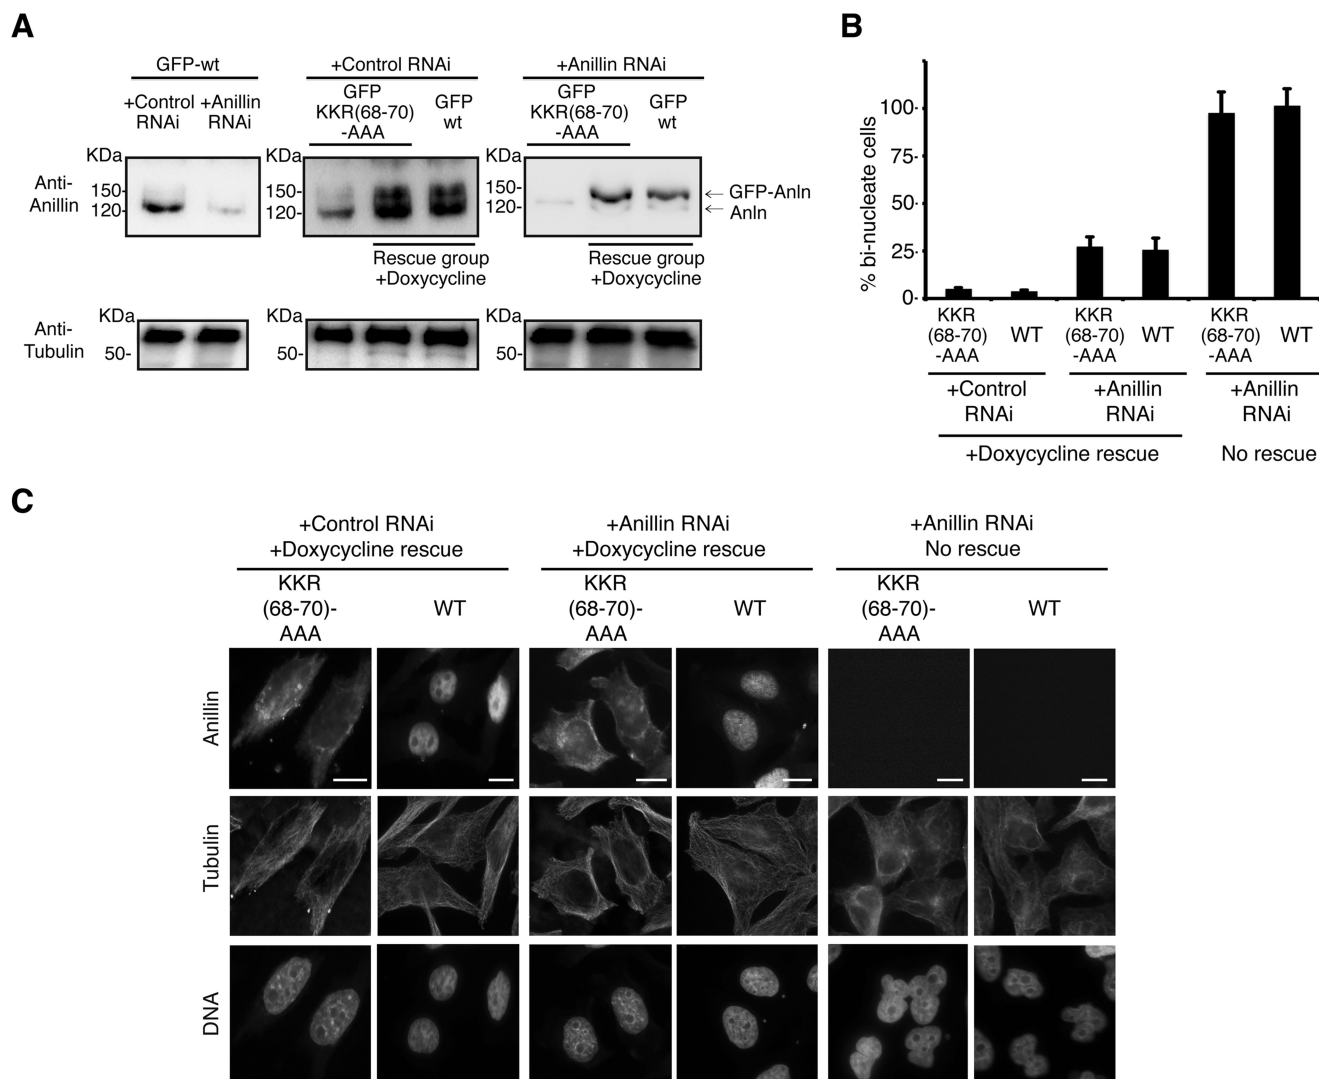 A
GFP-wt
+Control RNAi
+Anillin RNAi
+Control RNAi
GFP KKR(68-70) -AAA
GFP wt
+Anillin RNAi
GFP KKR(68-70) -AAA
GFP wt
KDa
KDa
KDa
Anti-Anillin
150-
120-
150-
120-
150-
120-
GFP-Anln
Anln
Rescue group
+Doxycycline
Rescue group
+Doxycycline
KDa
KDa
KDa
Anti-
Tubulin
50-
50-
50-
B
% bi-nucleate cells
100-
75-
50-
25-
0-
KKR (68-70) -AAA
WT
KKR (68-70) -AAA
WT
KKR (68-70) -AAA
WT
+Control RNAi
+Anillin RNAi
+Anillin RNAi
+Doxycycline rescue
No rescue
C
+Control RNAi
+Doxycycline rescue
+Anillin RNAi
+Doxycycline rescue
+Anillin RNAi
No rescue
KKR (68-70)- AAA
WT
KKR (68-70)- AAA
WT
KKR (68-70)- AAA
WT
Anillin
Tubulin
DNA